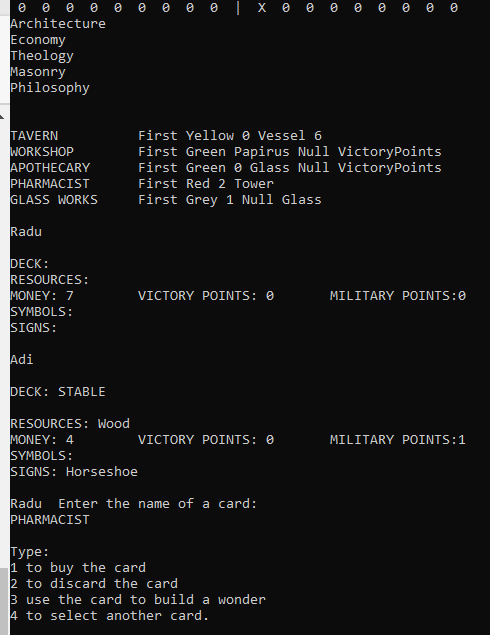 0 0 0 0 0 0 0 0 0 | X 0 0 0 0 0 0 0 0
Architecture
Economy
Theology
Masonry
Philosophy
TAVERN First Yellow 0 Vessel 6
WORKSHOP First Green Papirus Null VictoryPoints
APOTHECARY First Green 0 Glass Null VictoryPoints
PHARMACIST First Red 2 Tower
GLASS WORKS First Grey 1 Null Glass
Radu
DECK:
RESOURCES:
MONEY: 7 VICTORY POINTS: 0 MILITARY POINTS:0
SYMBOLS:
SIGNS:
Adi
DECK: STABLE
RESOURCES: Wood
MONEY: 4 VICTORY POINTS: 0 MILITARY POINTS:1
SYMBOLS:
SIGNS: Horseshoe
Radu Enter the name of a card:
PHARMACIST
Type:
1 to buy the card
2 to discard the card
3 use the card to build a wonder
4 to select another card.